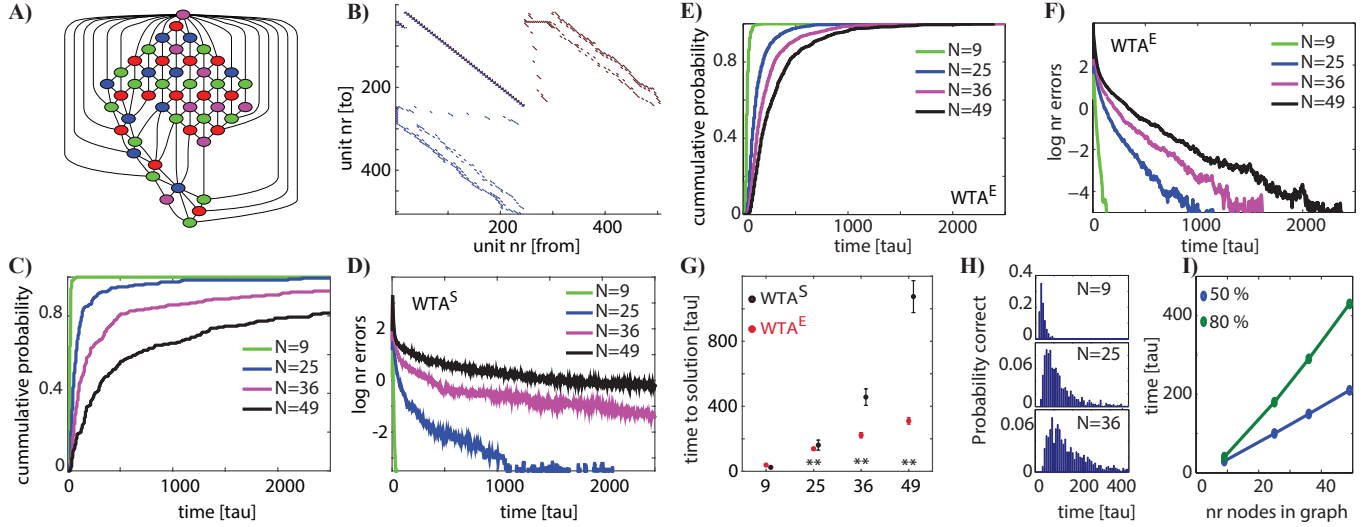 A)
B)
unit nr [to]
200
400
200
400
unit nr [from]
C)
cummulative probability
0.8
0.4
0
N=9
N=25
N=36
N=49
0
1000
2000
time [tau]
D)
WTA^S
log nr errors
2
0
-2
N=9
N=25
N=36
N=49
0
1000
2000
time [tau]
E)
cummulative probability
0.8
0.4
0
N=9
N=25
N=36
N=49
WTA^E
0
1000
2000
time [tau]
F)
WTA^E
log nr errors
2
0
−2
−4
N=9
N=25
N=36
N=49
0
1000
2000
time [tau]
G)
time to solution [tau]
WTA^S
WTA^E
1200
800
400
0
**
**
**
9
25
36
49
H)
Probability correct
0.4
0.2
0
N=9
0.06
0
N=25
0.06
0
N=36
0
200
400
time [tau]
I)
50 %
80 %
time [tau]
400
200
0
0
20
40
nr nodes in graph